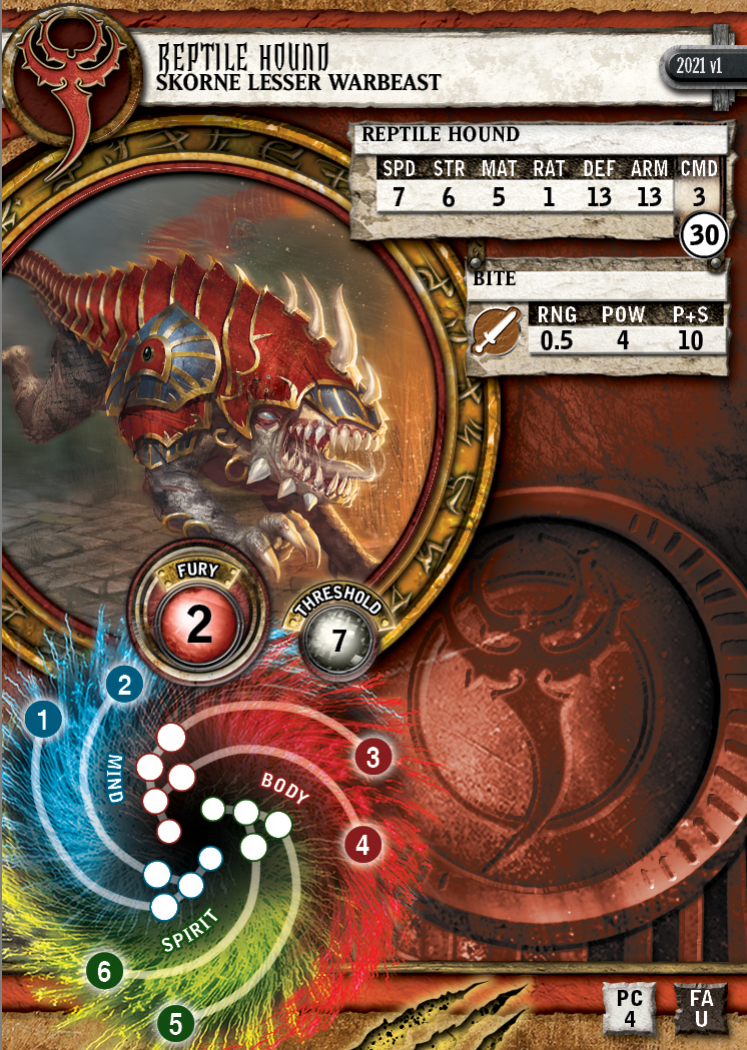 REPTILE HOUND
SKORNE LESSER WARBEAST
2021 v1
REPTILE HOUND
SPD STR MAT RAT DEF ARM CMD
7 6 5 1 13 13 3
30
BITE
RNG POW P+S
0.5 4 10
FURY
2
THRESHOLD
7
1
2
MIND
3
BODY
4
SPIRIT
6
5
PC
4
FA
U